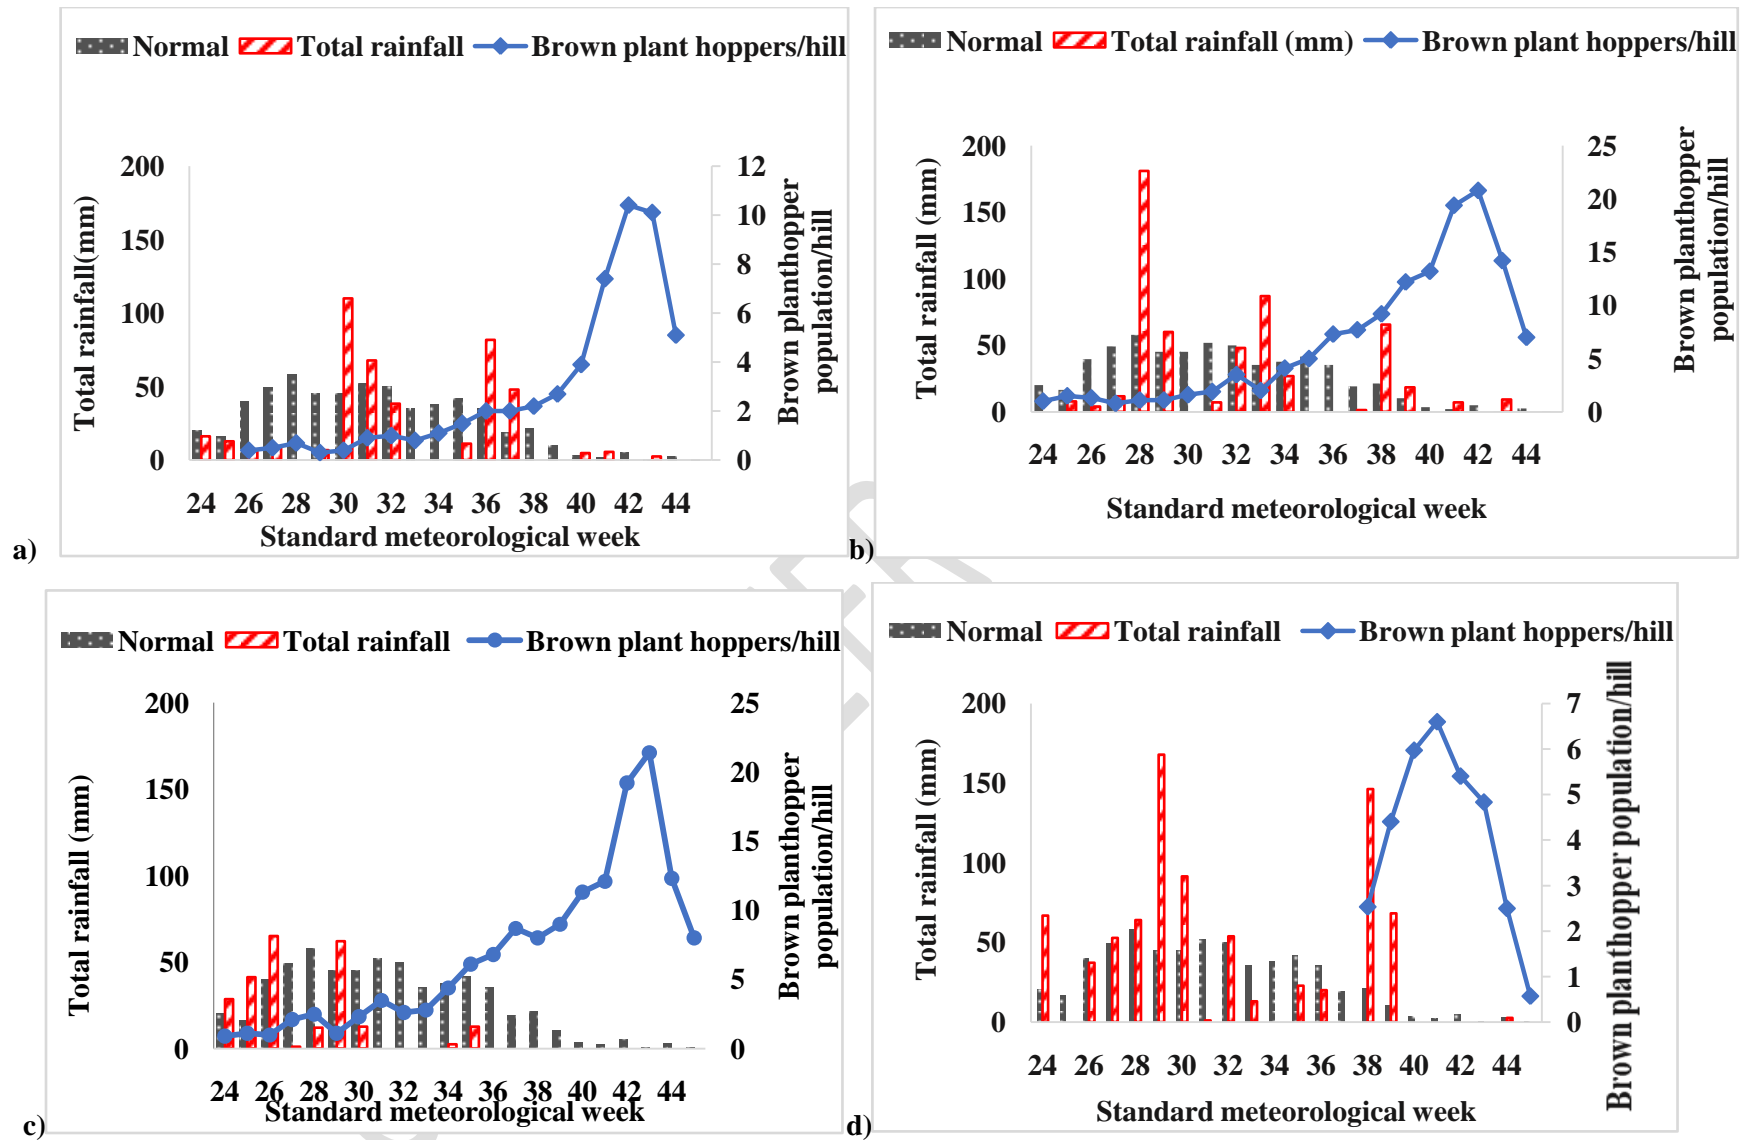 Normal Total rainfall Brown plant hoppers/hill
Total rainfall(mm)
200
150
100
50
0
12
10
8
6
4
2
0
Brown planthopper
population/hill
24 26 28 30 32 34 36 38 40 42 44
Standard meteorological week
a)
Normal Total rainfall (mm) Brown plant hoppers/hill
Total rainfall (mm)
200
150
100
50
0
25
20
15
10
5
0
Brown planthopper
population/hill
24 26 28 30 32 34 36 38 40 42 44
Standard meteorological week
b)
Normal Total rainfall Brown plant hoppers/hill
Total rainfall (mm)
200
150
100
50
0
25
20
15
10
5
0
Brown planthopper
population/hill
24 26 28 30 32 34 36 38 40 42 44
Standard meteorological week
c)
Normal Total rainfall Brown plant hoppers/hill
Total rainfall (mm)
200
150
100
50
0
7
6
5
4
3
2
1
0
Brown planthopper population/hill
24 26 28 30 32 34 36 38 40 42 44
Standard meteorological week
d)